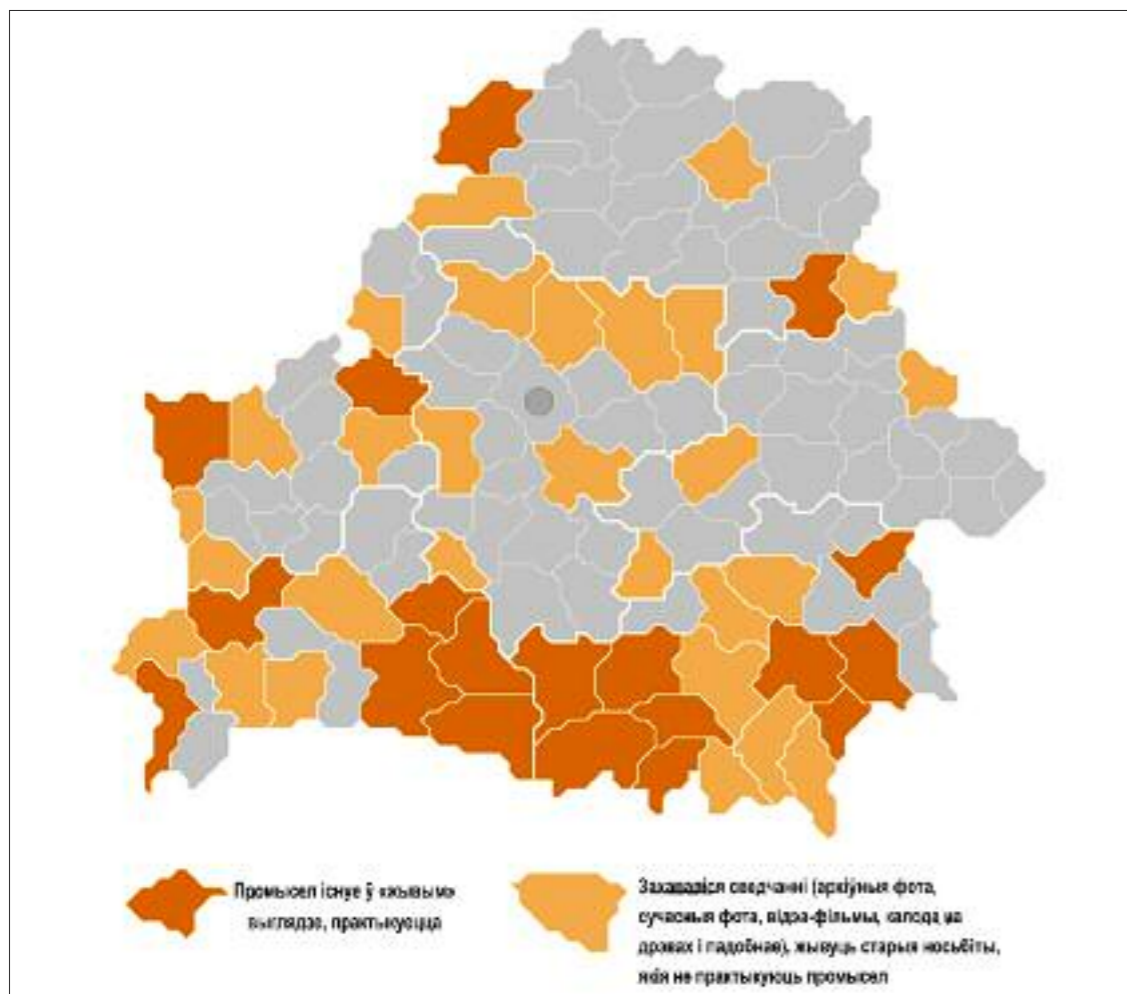 Промысел існуе ў «жывым»
выглядзе, практыкуецца
Захаваліся сведчанні (архіўныя фота,
сучасныя фота, відэа-фільмы, калода на
дрэвах і падобнае), жывуць старыя носьбіты,
якія не практыкуюць промысел